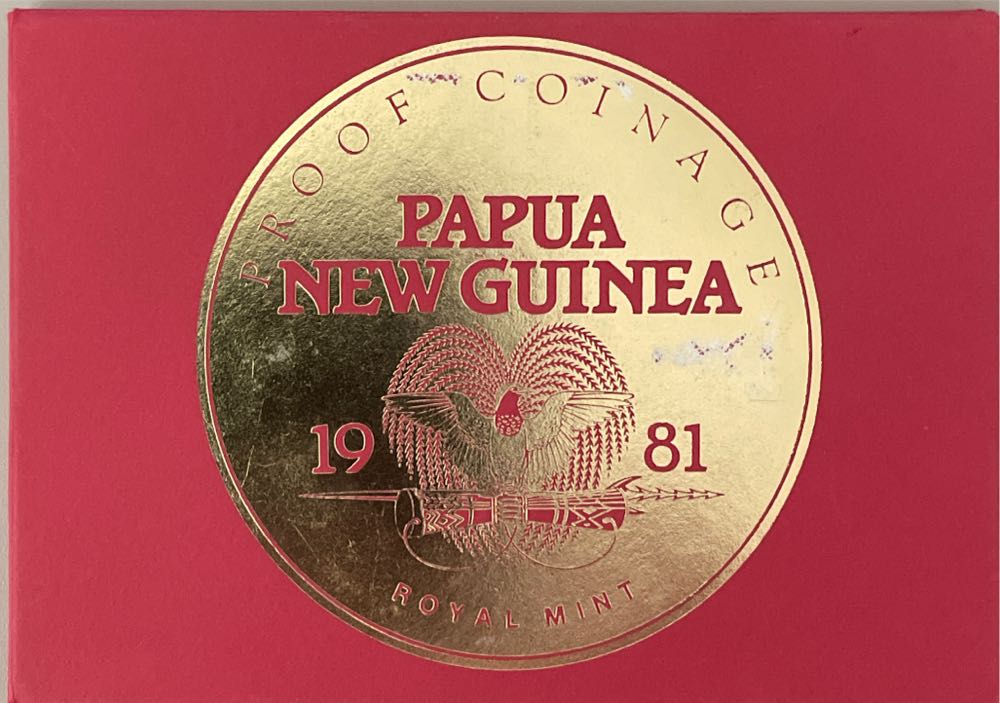 PROOF COINAGE
PAPUA
NEW GUINEA
19 81
ROYAL MINT